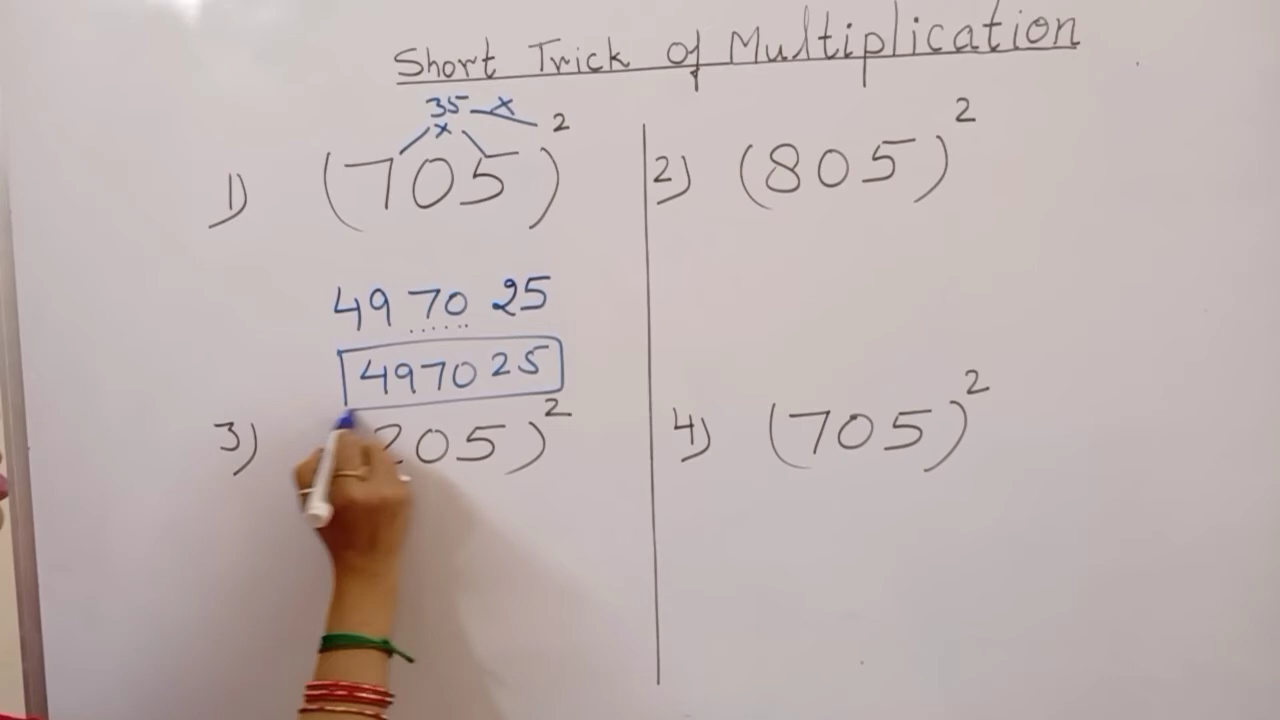 Short Trick of Multiplication
35 x
x
1) (705)²
49 70 25
497025
2) (805)²
3) 205)²
4) (705)²